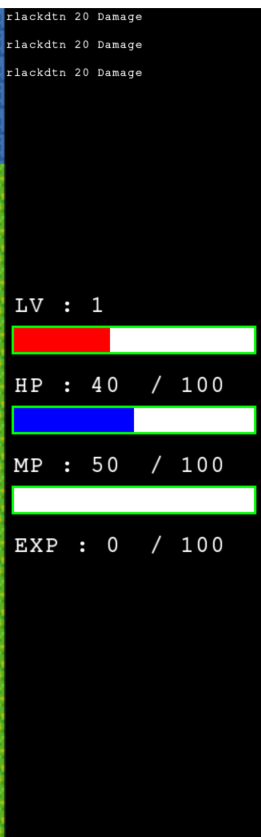 rlackdtn 20 Damage
rlackdtn 20 Damage
rlackdtn 20 Damage
LV : 1
HP : 40 / 100
MP : 50 / 100
EXP : 0 / 100